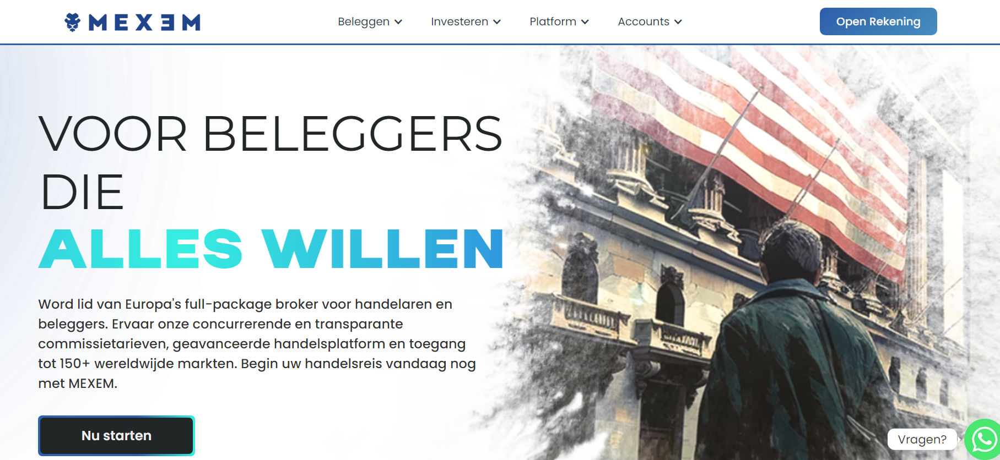 MEXEM
Beleggen
Investeren
Platform
Accounts
Open Rekening
VOOR BELEGGERS
DIE
ALLES WILLEN
Word lid van Europa's full-package broker voor handelaren en
beleggers. Ervaar onze concurrerende en transparante
commissietarieven, geavanceerde handelsplatform en toegang
tot 150+ wereldwijde markten. Begin uw handelsreis vandaag nog
met MEXEM.
Nu starten
Vragen?